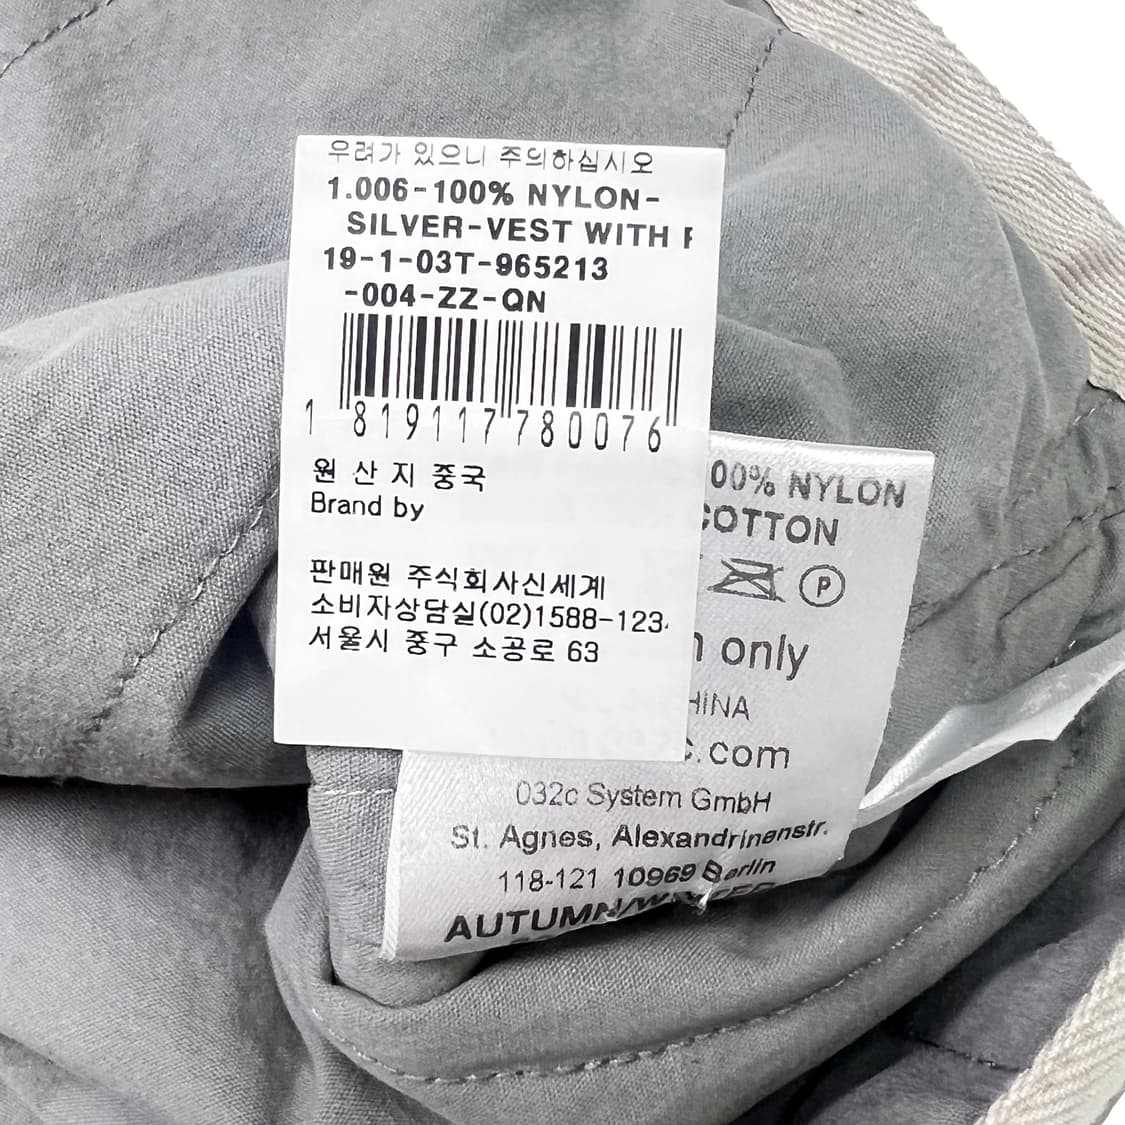 우려가 있으니 주의하십시오
1.006-100% NYLON-
SILVER-VEST WITH
19-1-03T-965213
-004-ZZ-QN
1 819117 780076
원 산 지 중국
Brand by
판매원 주식회사신세계
소비자상담실(02)1588-123
서울시 중구 소공로 63
00% NYLON
COTTON
P
only
HINA
.com
032c System GmbH
St. Agnes, Alexandrinenstr.
118-121 10969 Berlin
AUTUMN/WINTER